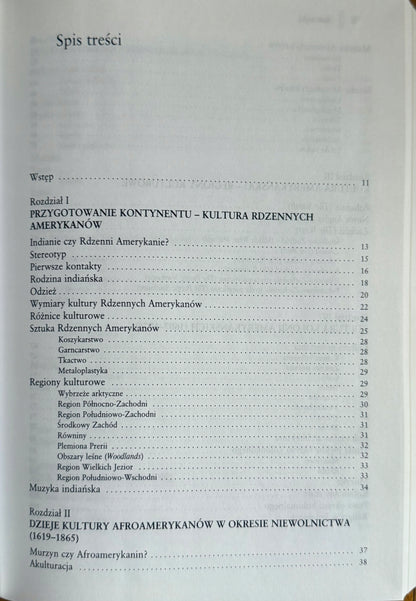 Spis treści
Wstęp 11
Rozdział I
PRZYGOTOWANIE KONTYNENTU – KULTURA RDZENNYCH
AMERYKANÓW
Indianie czy Rdzenni Amerykanie? 13
Stereotyp 15
Pierwsze kontakty 16
Rodzina indiańska 18
Odzież 20
Wymiary kultury Rdzennych Amerykanów 22
Różnice kulturowe 24
Sztuka Rdzennych Amerykanów 25
Koszykarstwo 28
Garncarstwo 28
Tkactwo 28
Metaloplastyka 29
Regiony kulturowe 29
Wybrzeże arktyczne 29
Region Północno-Zachodni 30
Region Południowo-Zachodni 31
Środkowy Zachód 31
Równiny 31
Plemiona Prerii 32
Obszary leśne (Woodlands) 32
Region Wielkich Jezior 33
Region Południowo-Wschodni 33
Muzyka indiańska 34
Rozdział II
DZIEJE KULTURY AFROAMERYKANÓW W OKRESIE NIEWOLNICTWA
(1619–1865)
Murzyn czy Afroamerykanin? 37
Akulturacja 38